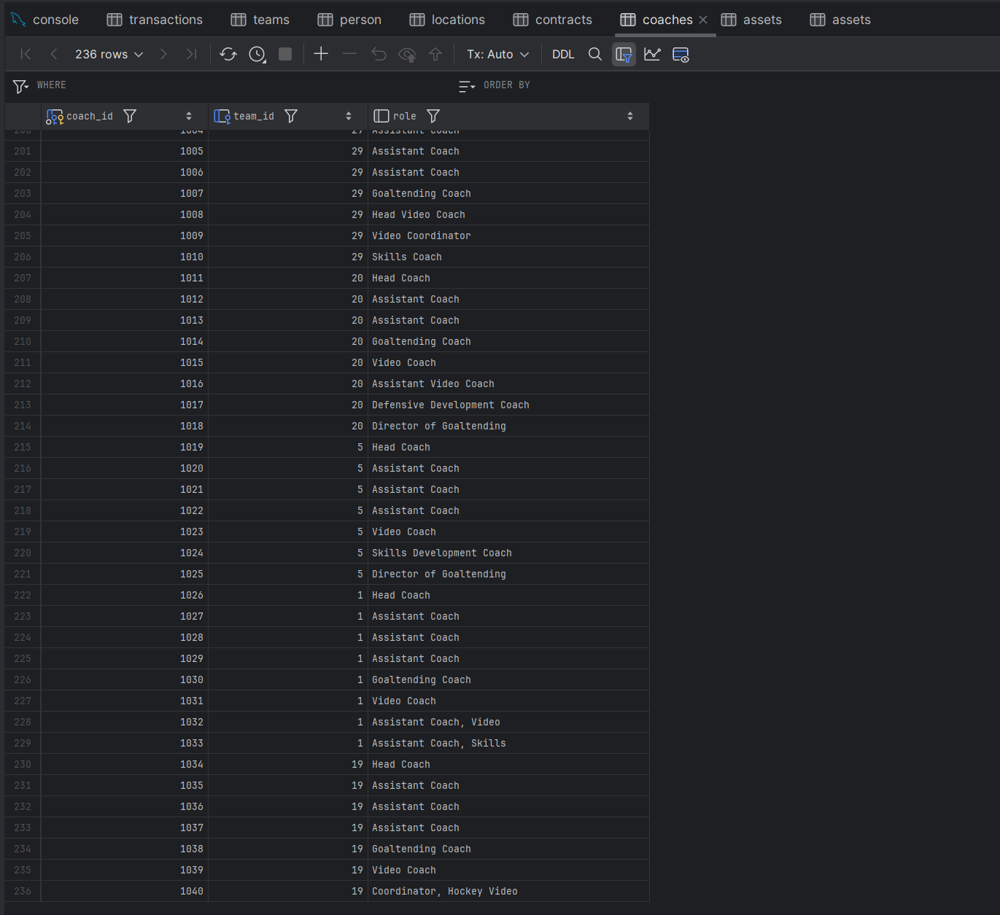 console transactions teams person locations contracts coaches assets assets
236 rows Tx: Auto DDL
WHERE ORDER BY
coach_id team_id role
200 1004 29 Assistant Coach
201 1005 29 Assistant Coach
202 1006 29 Assistant Coach
203 1007 29 Goaltending Coach
204 1008 29 Head Video Coach
205 1009 29 Video Coordinator
206 1010 29 Skills Coach
207 1011 20 Head Coach
208 1012 20 Assistant Coach
209 1013 20 Assistant Coach
210 1014 20 Goaltending Coach
211 1015 20 Video Coach
212 1016 20 Assistant Video Coach
213 1017 20 Defensive Development Coach
214 1018 20 Director of Goaltending
215 1019 5 Head Coach
216 1020 5 Assistant Coach
217 1021 5 Assistant Coach
218 1022 5 Assistant Coach
219 1023 5 Video Coach
220 1024 5 Skills Development Coach
221 1025 5 Director of Goaltending
222 1026 1 Head Coach
223 1027 1 Assistant Coach
224 1028 1 Assistant Coach
225 1029 1 Assistant Coach
226 1030 1 Goaltending Coach
227 1031 1 Video Coach
228 1032 1 Assistant Coach, Video
229 1033 1 Assistant Coach, Skills
230 1034 19 Head Coach
231 1035 19 Assistant Coach
232 1036 19 Assistant Coach
233 1037 19 Assistant Coach
234 1038 19 Goaltending Coach
235 1039 19 Video Coach
236 1040 19 Coordinator, Hockey Video